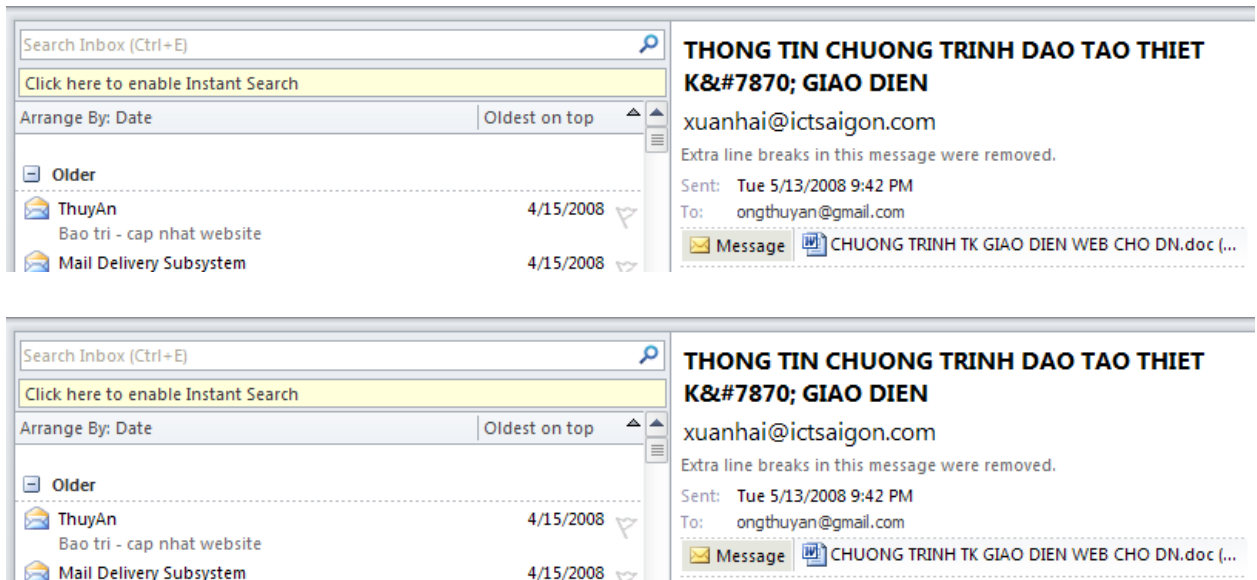 Search Inbox (Ctrl+E)
Click here to enable Instant Search
Arrange By: Date Oldest on top
Older
ThuyAn 4/15/2008
Bao tri - cap nhat website
Mail Delivery Subsystem 4/15/2008
THONG TIN CHUONG TRINH DAO TAO THIET
K&#7870; GIAO DIEN
xuanhai@ictsaigon.com
Extra line breaks in this message were removed.
Sent: Tue 5/13/2008 9:42 PM
To: ongthuyan@gmail.com
Message CHUONG TRINH TK GIAO DIEN WEB CHO DN.doc (...
Search Inbox (Ctrl+E)
Click here to enable Instant Search
Arrange By: Date Oldest on top
Older
ThuyAn 4/15/2008
Bao tri - cap nhat website
Mail Delivery Subsystem 4/15/2008
THONG TIN CHUONG TRINH DAO TAO THIET
K&#7870; GIAO DIEN
xuanhai@ictsaigon.com
Extra line breaks in this message were removed.
Sent: Tue 5/13/2008 9:42 PM
To: ongthuyan@gmail.com
Message CHUONG TRINH TK GIAO DIEN WEB CHO DN.doc (...